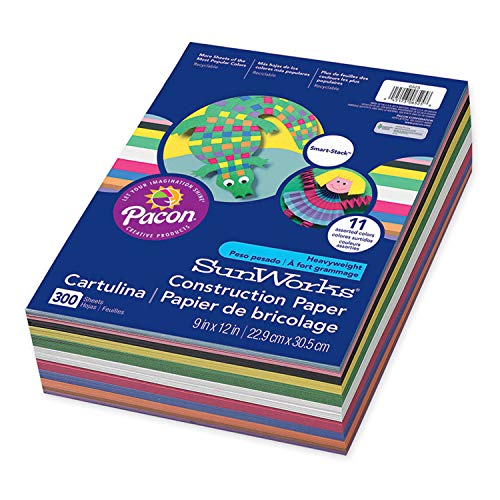 More Sheets of the
Most Popular Colors
Recyclable
Más hojas de los
colores más populares
Reciclable
Plus de feuilles des
couleurs les plus
populaires
Recyclable
Smart-Stack™
LET YOUR IMAGINATION SHINE!
Pacon®
CREATIVE PRODUCTS
11
assorted colors
colores surtidos
couleurs
assorties
Heavyweight
Peso pesado | À fort grammage
SunWorks®
Construction Paper
Cartulina | Papier de bricolage
300 Sheets
Hojas | Feuilles
9 in x 12 in | 22.9 cm x 30.5 cm